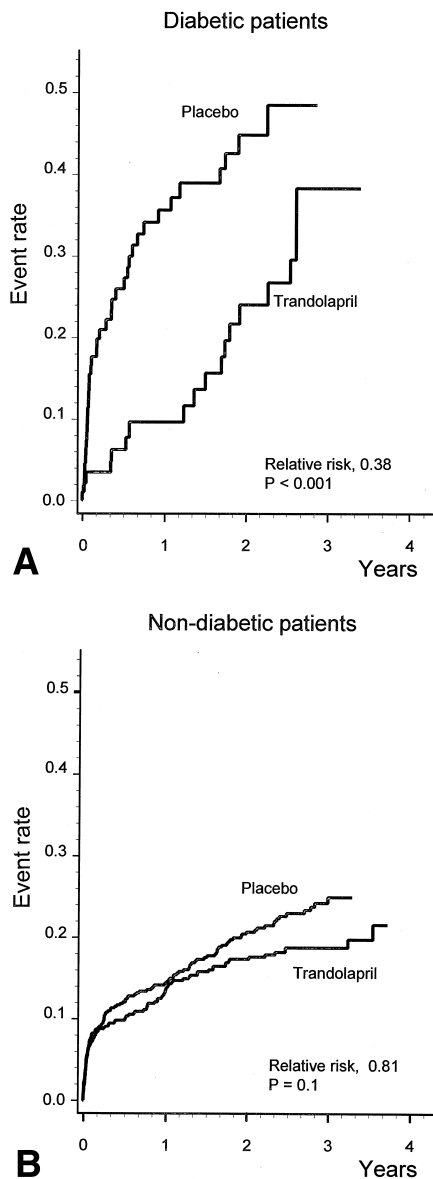 Diabetic patients
0.5
Placebo
0.4
0.3
Event rate
Trandolapril
0.2
0.1
Relative risk, 0.38
P < 0.001
0.0
0 1 2 3 4
A
Years
Non-diabetic patients
0.5
0.4
0.3
Event rate
Placebo
0.2
Trandolapril
0.1
Relative risk, 0.81
P = 0.1
0.0
0 1 2 3 4
B
Years